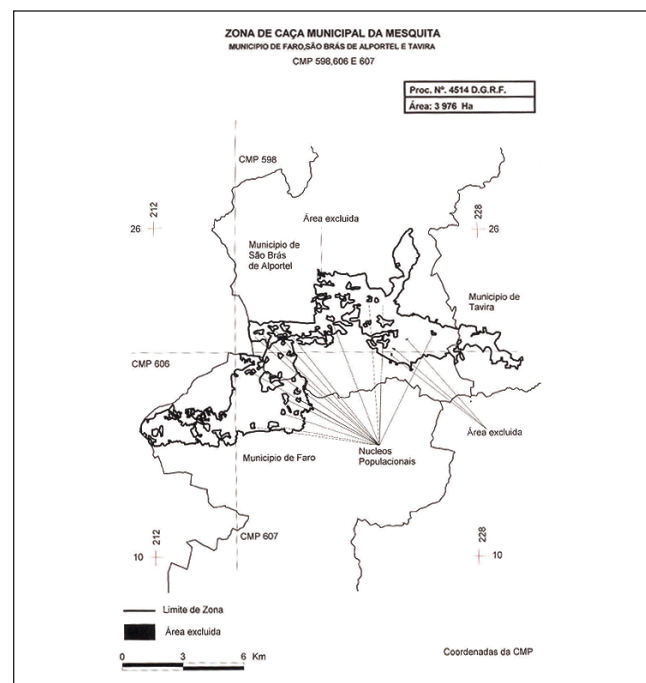 ZONA DE CAÇA MUNICIPAL DA MESQUITA
MUNICIPIO DE FARO,SÃO BRÁS DE ALPORTEL E TAVIRA
CMP 598,606 E 607
Proc. Nº. 4514 D.G.R.F.
Área: 3 976 Ha
CMP 598
212
26
Área excluida
228
26
Municipio de
São Brás
de Alportel
Municipio de
Tavira
CMP 606
Área excluida
Nucleos
Populacionais
Municipio de Faro
CMP 607
212
10
228
10
Limite de Zona
Área excluida
0 3 6 Km
Coordenadas da CMP